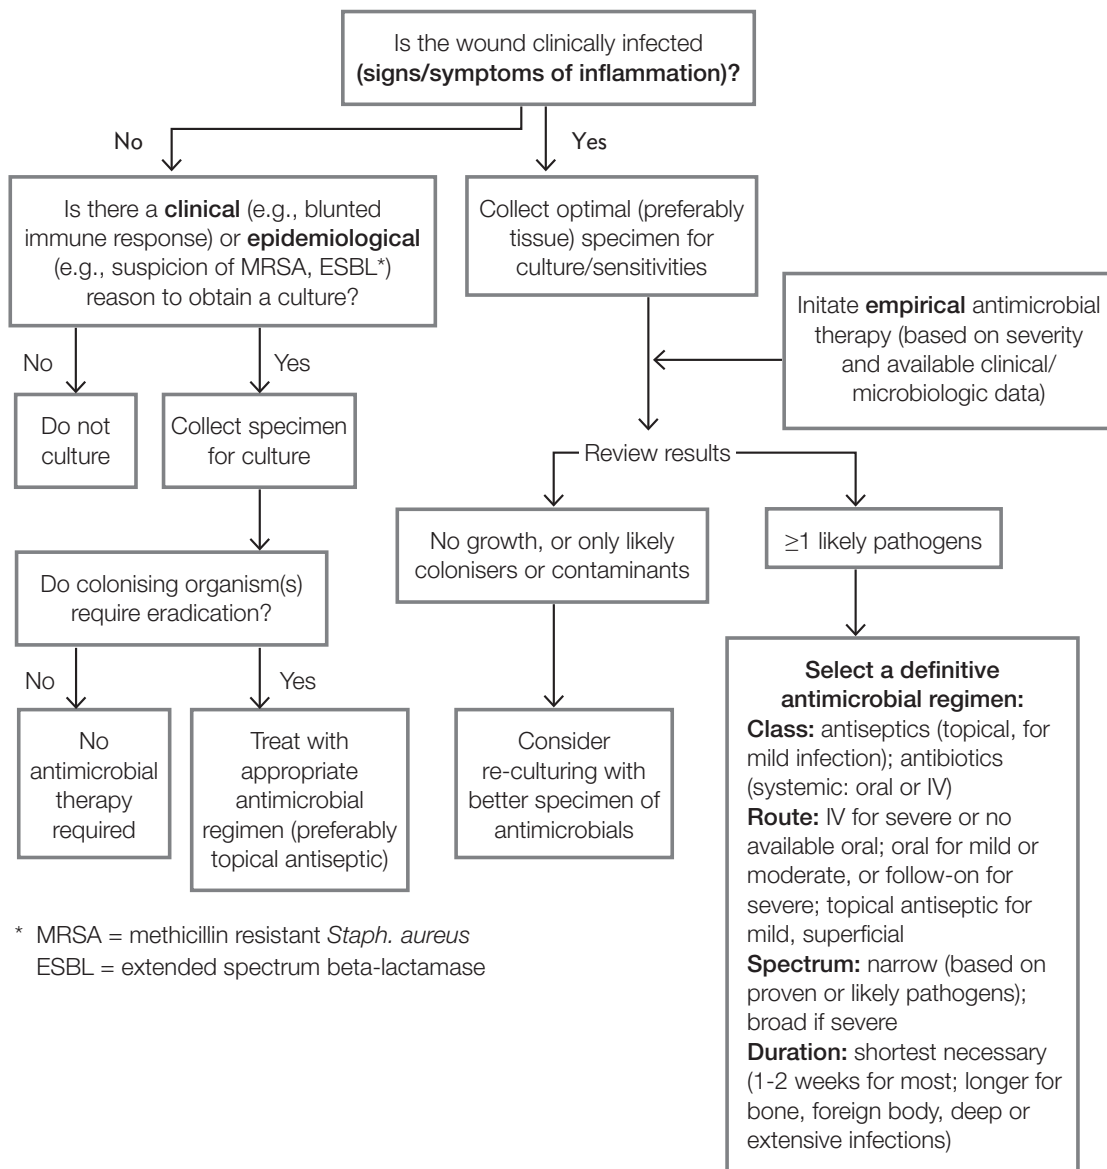 Is the wound clinically infected
(signs/symptoms of inflammation)?
No
Yes
Is there a clinical (e.g., blunted
immune response) or epidemiological
(e.g., suspicion of MRSA, ESBL*)
reason to obtain a culture?
Collect optimal (preferably
tissue) specimen for
culture/sensitivities
Initate empirical antimicrobial
therapy (based on severity
and available clinical/
microbiologic data)
No
Yes
Do not
culture
Collect specimen
for culture
Review results
No growth, or only likely
colonisers or contaminants
≥1 likely pathogens
Do colonising organism(s)
require eradication?
No
Yes
No
antimicrobial
therapy
required
Treat with
appropriate
antimicrobial
regimen (preferably
topical antiseptic)
Consider
re-culturing with
better specimen of
antimicrobials
Select a definitive
antimicrobial regimen:
Class: antiseptics (topical, for
mild infection); antibiotics
(systemic: oral or IV)
Route: IV for severe or no
available oral; oral for mild or
moderate, or follow-on for
severe; topical antiseptic for
mild, superficial
Spectrum: narrow (based on
proven or likely pathogens);
broad if severe
Duration: shortest necessary
(1-2 weeks for most; longer for
bone, foreign body, deep or
extensive infections)
* MRSA = methicillin resistant Staph. aureus
ESBL = extended spectrum beta-lactamase